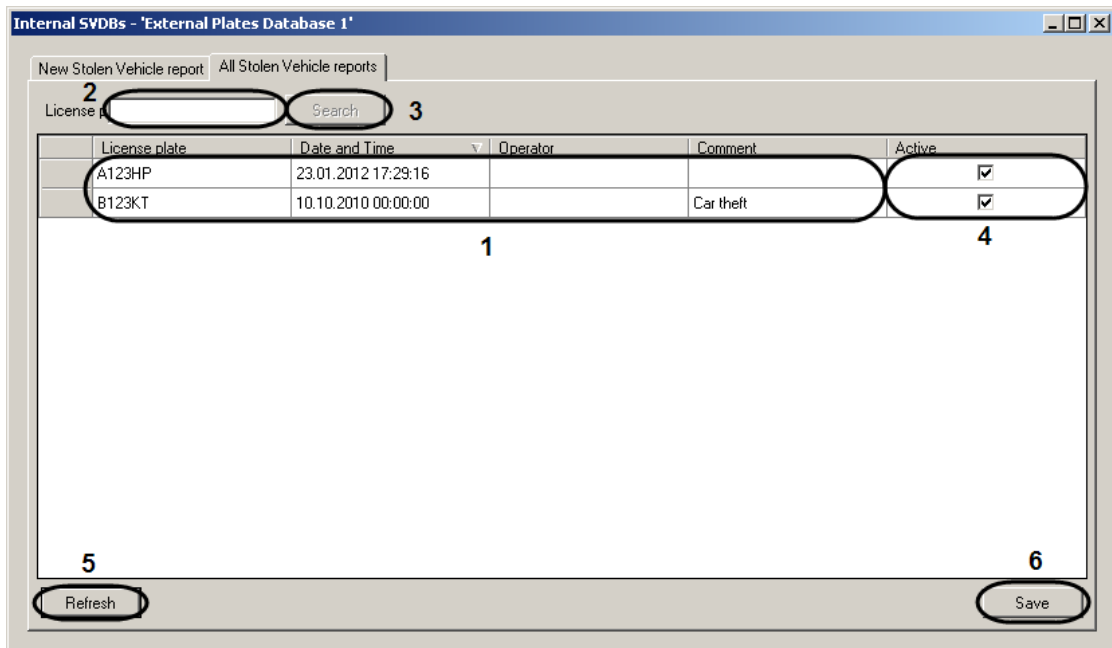 Internal SVDBs - 'External Plates Database 1'
New Stolen Vehicle report All Stolen Vehicle reports
2
License p Search 3
License plate Date and Time Operator Comment Active
A123HP 23.01.2012 17:29:16
B123KT 10.10.2010 00:00:00 Car theft
1 4
5 6
Refresh Save